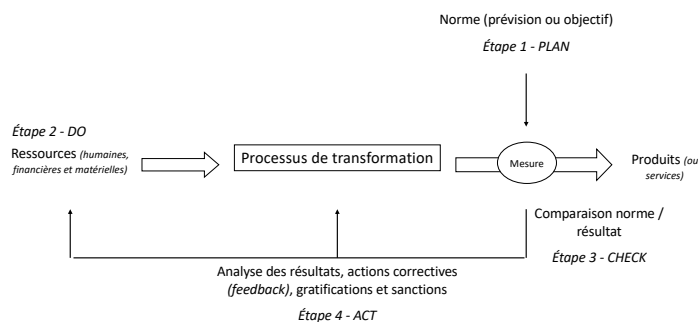 Norme (prévision ou objectif)
Étape 1 - PLAN
Étape 2 - DO
Ressources (humaines,
financières et matérielles)
Processus de transformation
Mesure
Produits (ou
services)
Comparaison norme /
résultat
Étape 3 - CHECK
Analyse des résultats, actions correctives
(feedback), gratifications et sanctions
Étape 4 - ACT